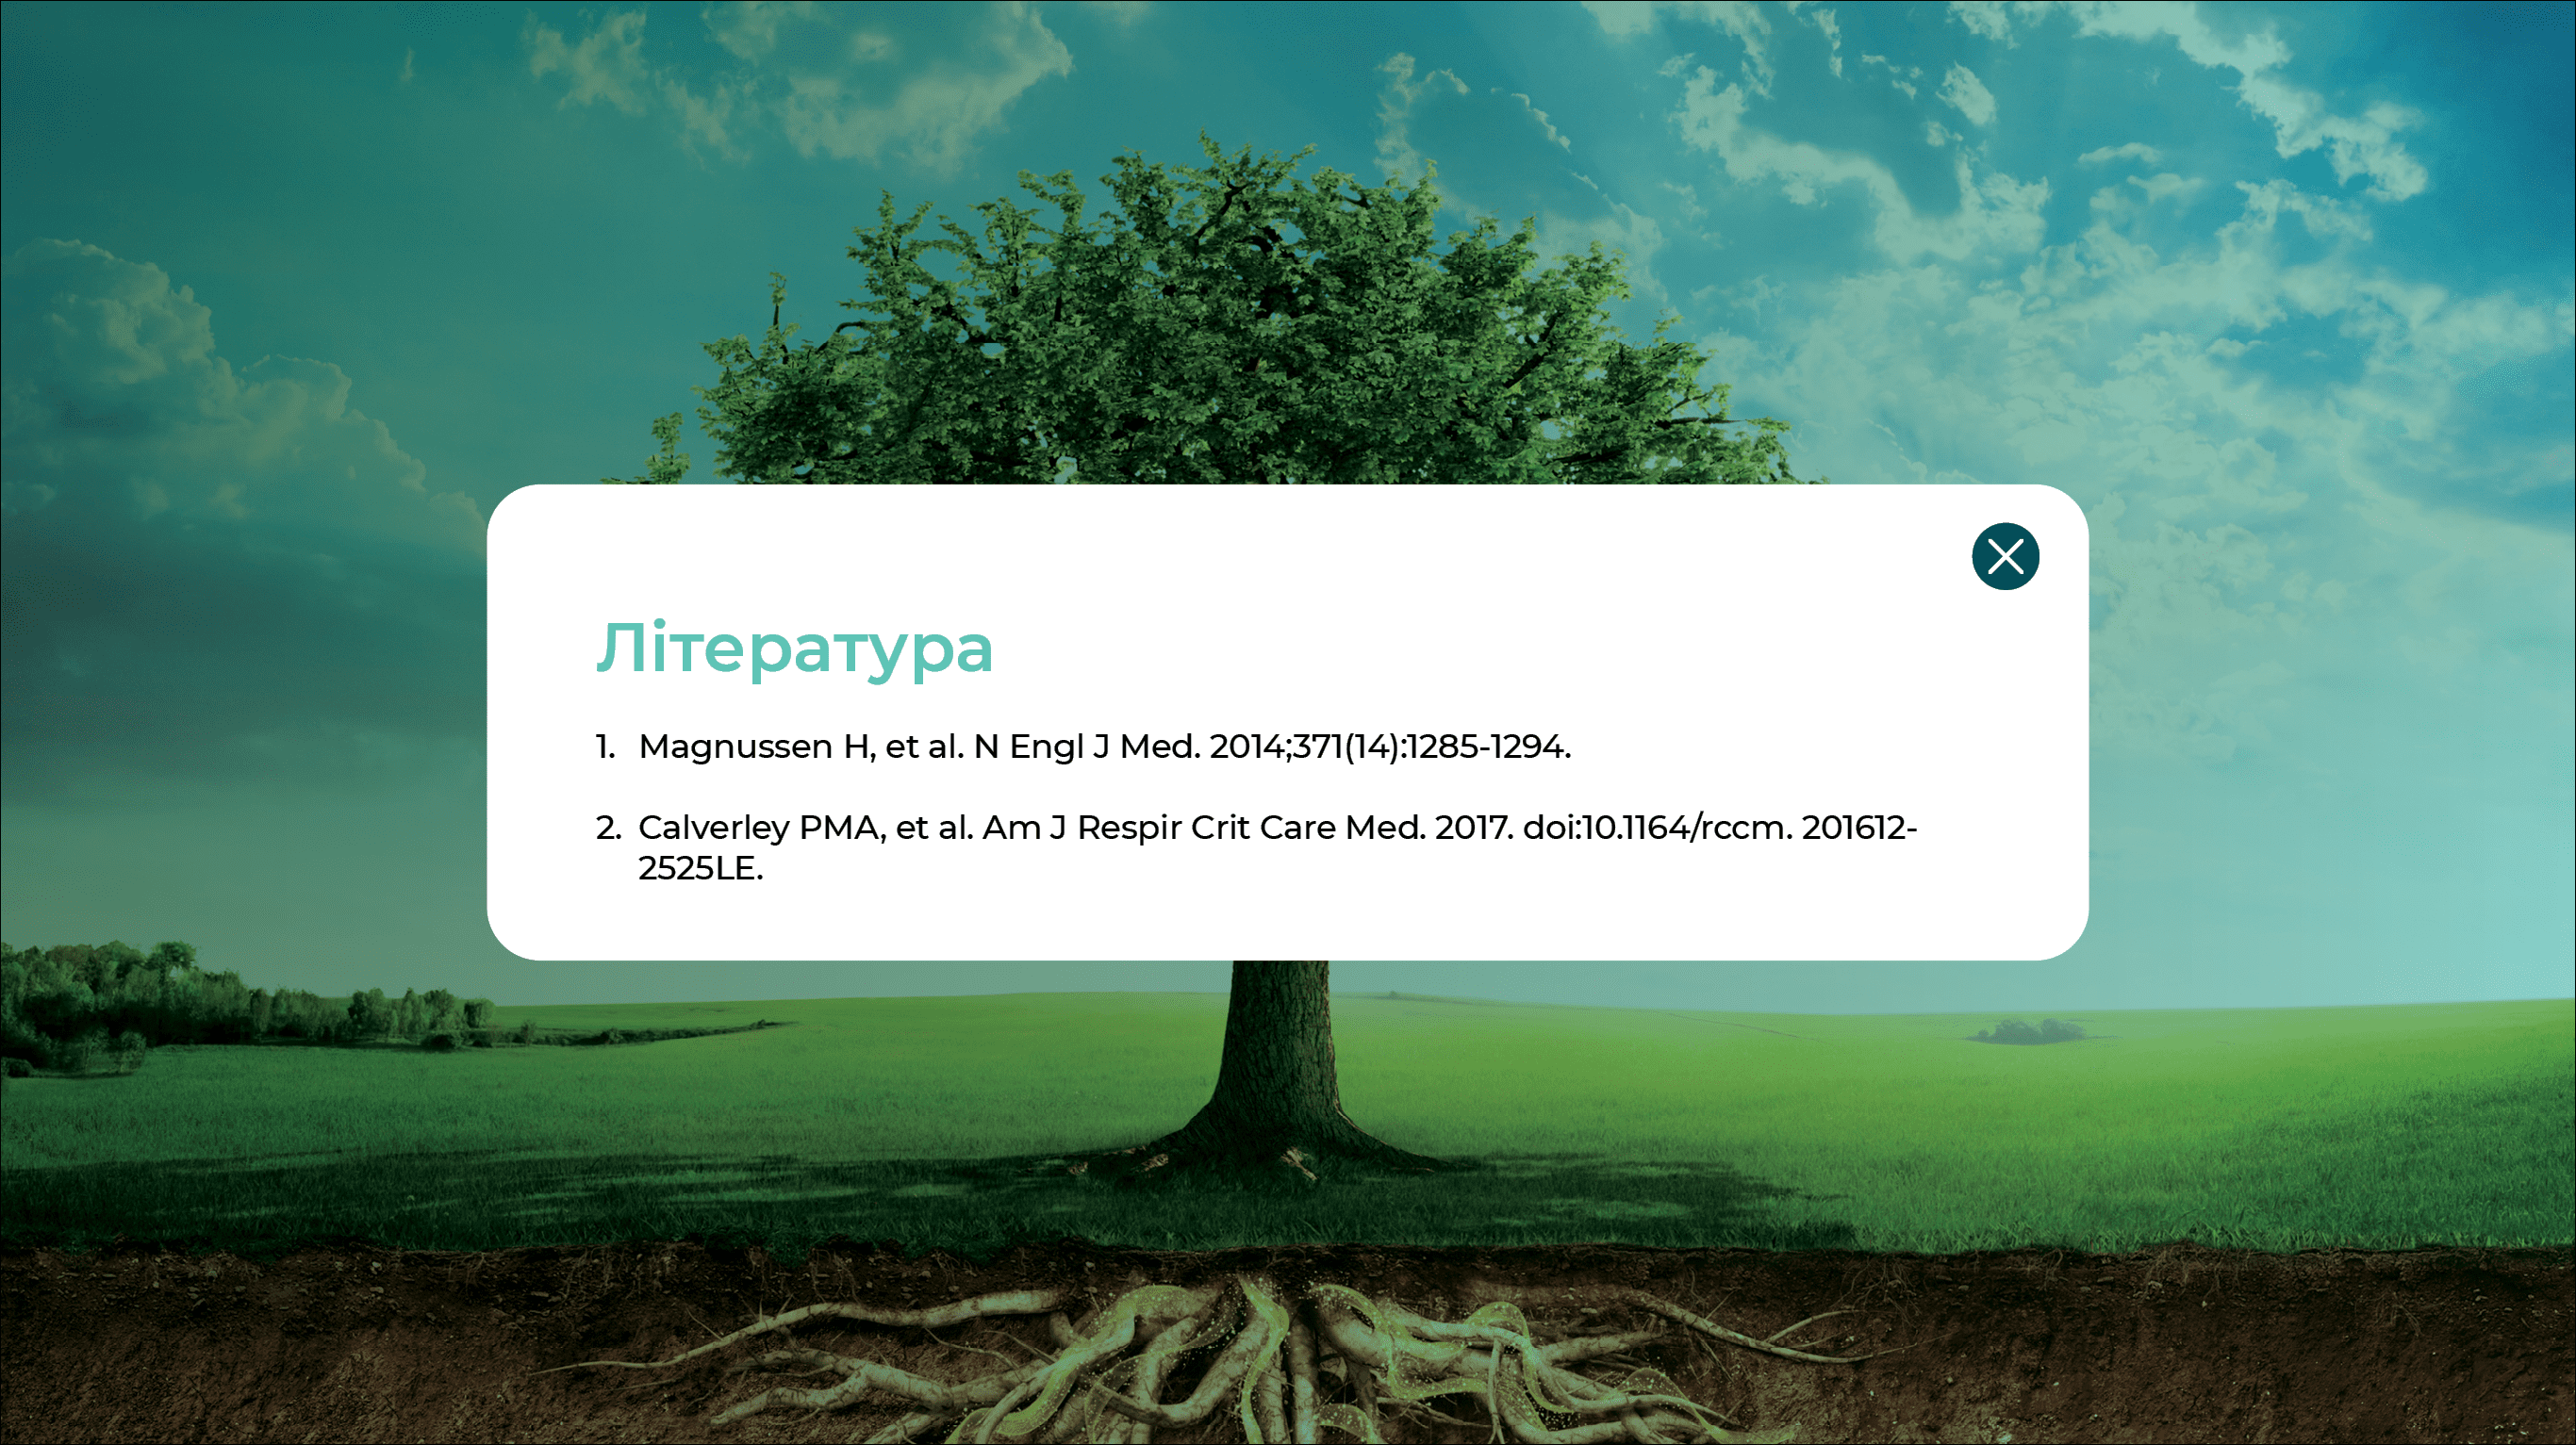 Література
1. Magnussen H, et al. N Engl J Med. 2014;371(14):1285-1294.
2. Calverley PMA, et al. Am J Respir Crit Care Med. 2017. doi:10.1164/rccm. 201612-
2525LE.